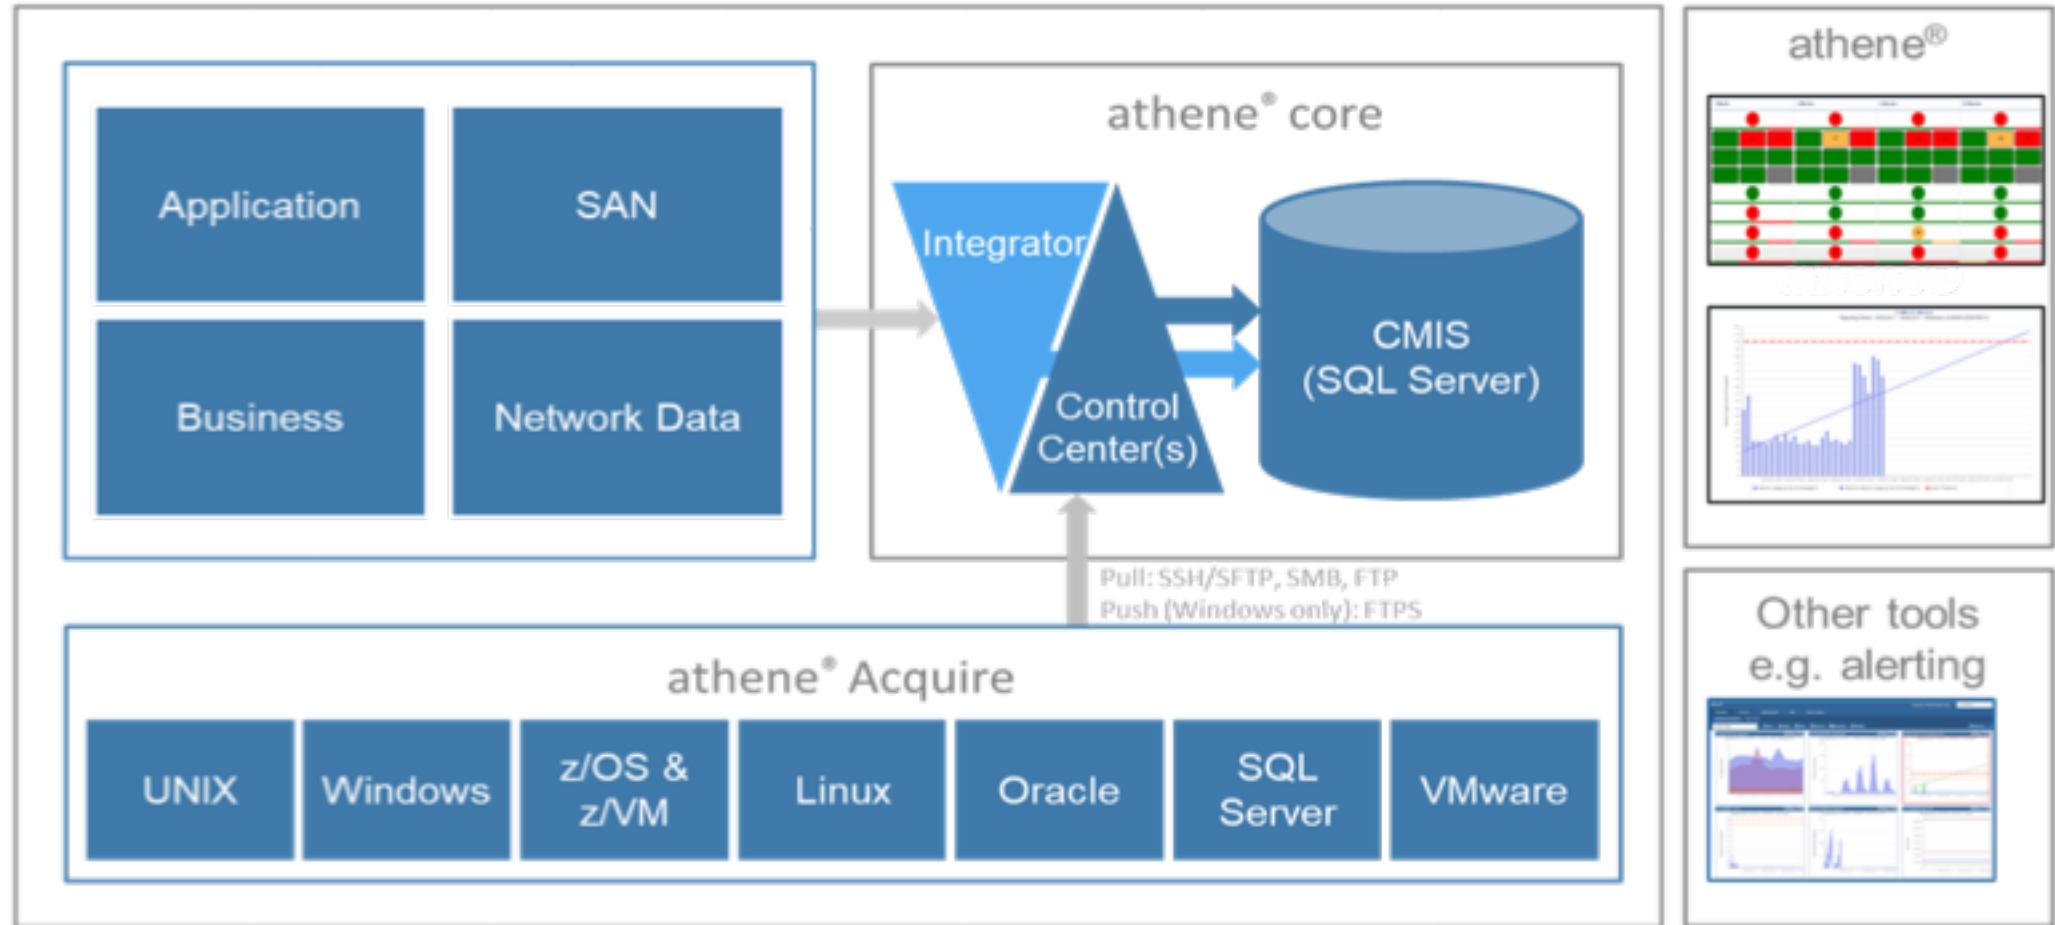 Application
SAN
Business
Network Data
athene® core
Integrator
Control
Center(s)
CMIS
(SQL Server)
Pull: SSH/SFTP, SMB, FTP
Push (Windows only): FTPS
athene® Acquire
UNIX
Windows
z/OS &
z/VM
Linux
Oracle
SQL
Server
VMware
athene®
Other tools
e.g. alerting